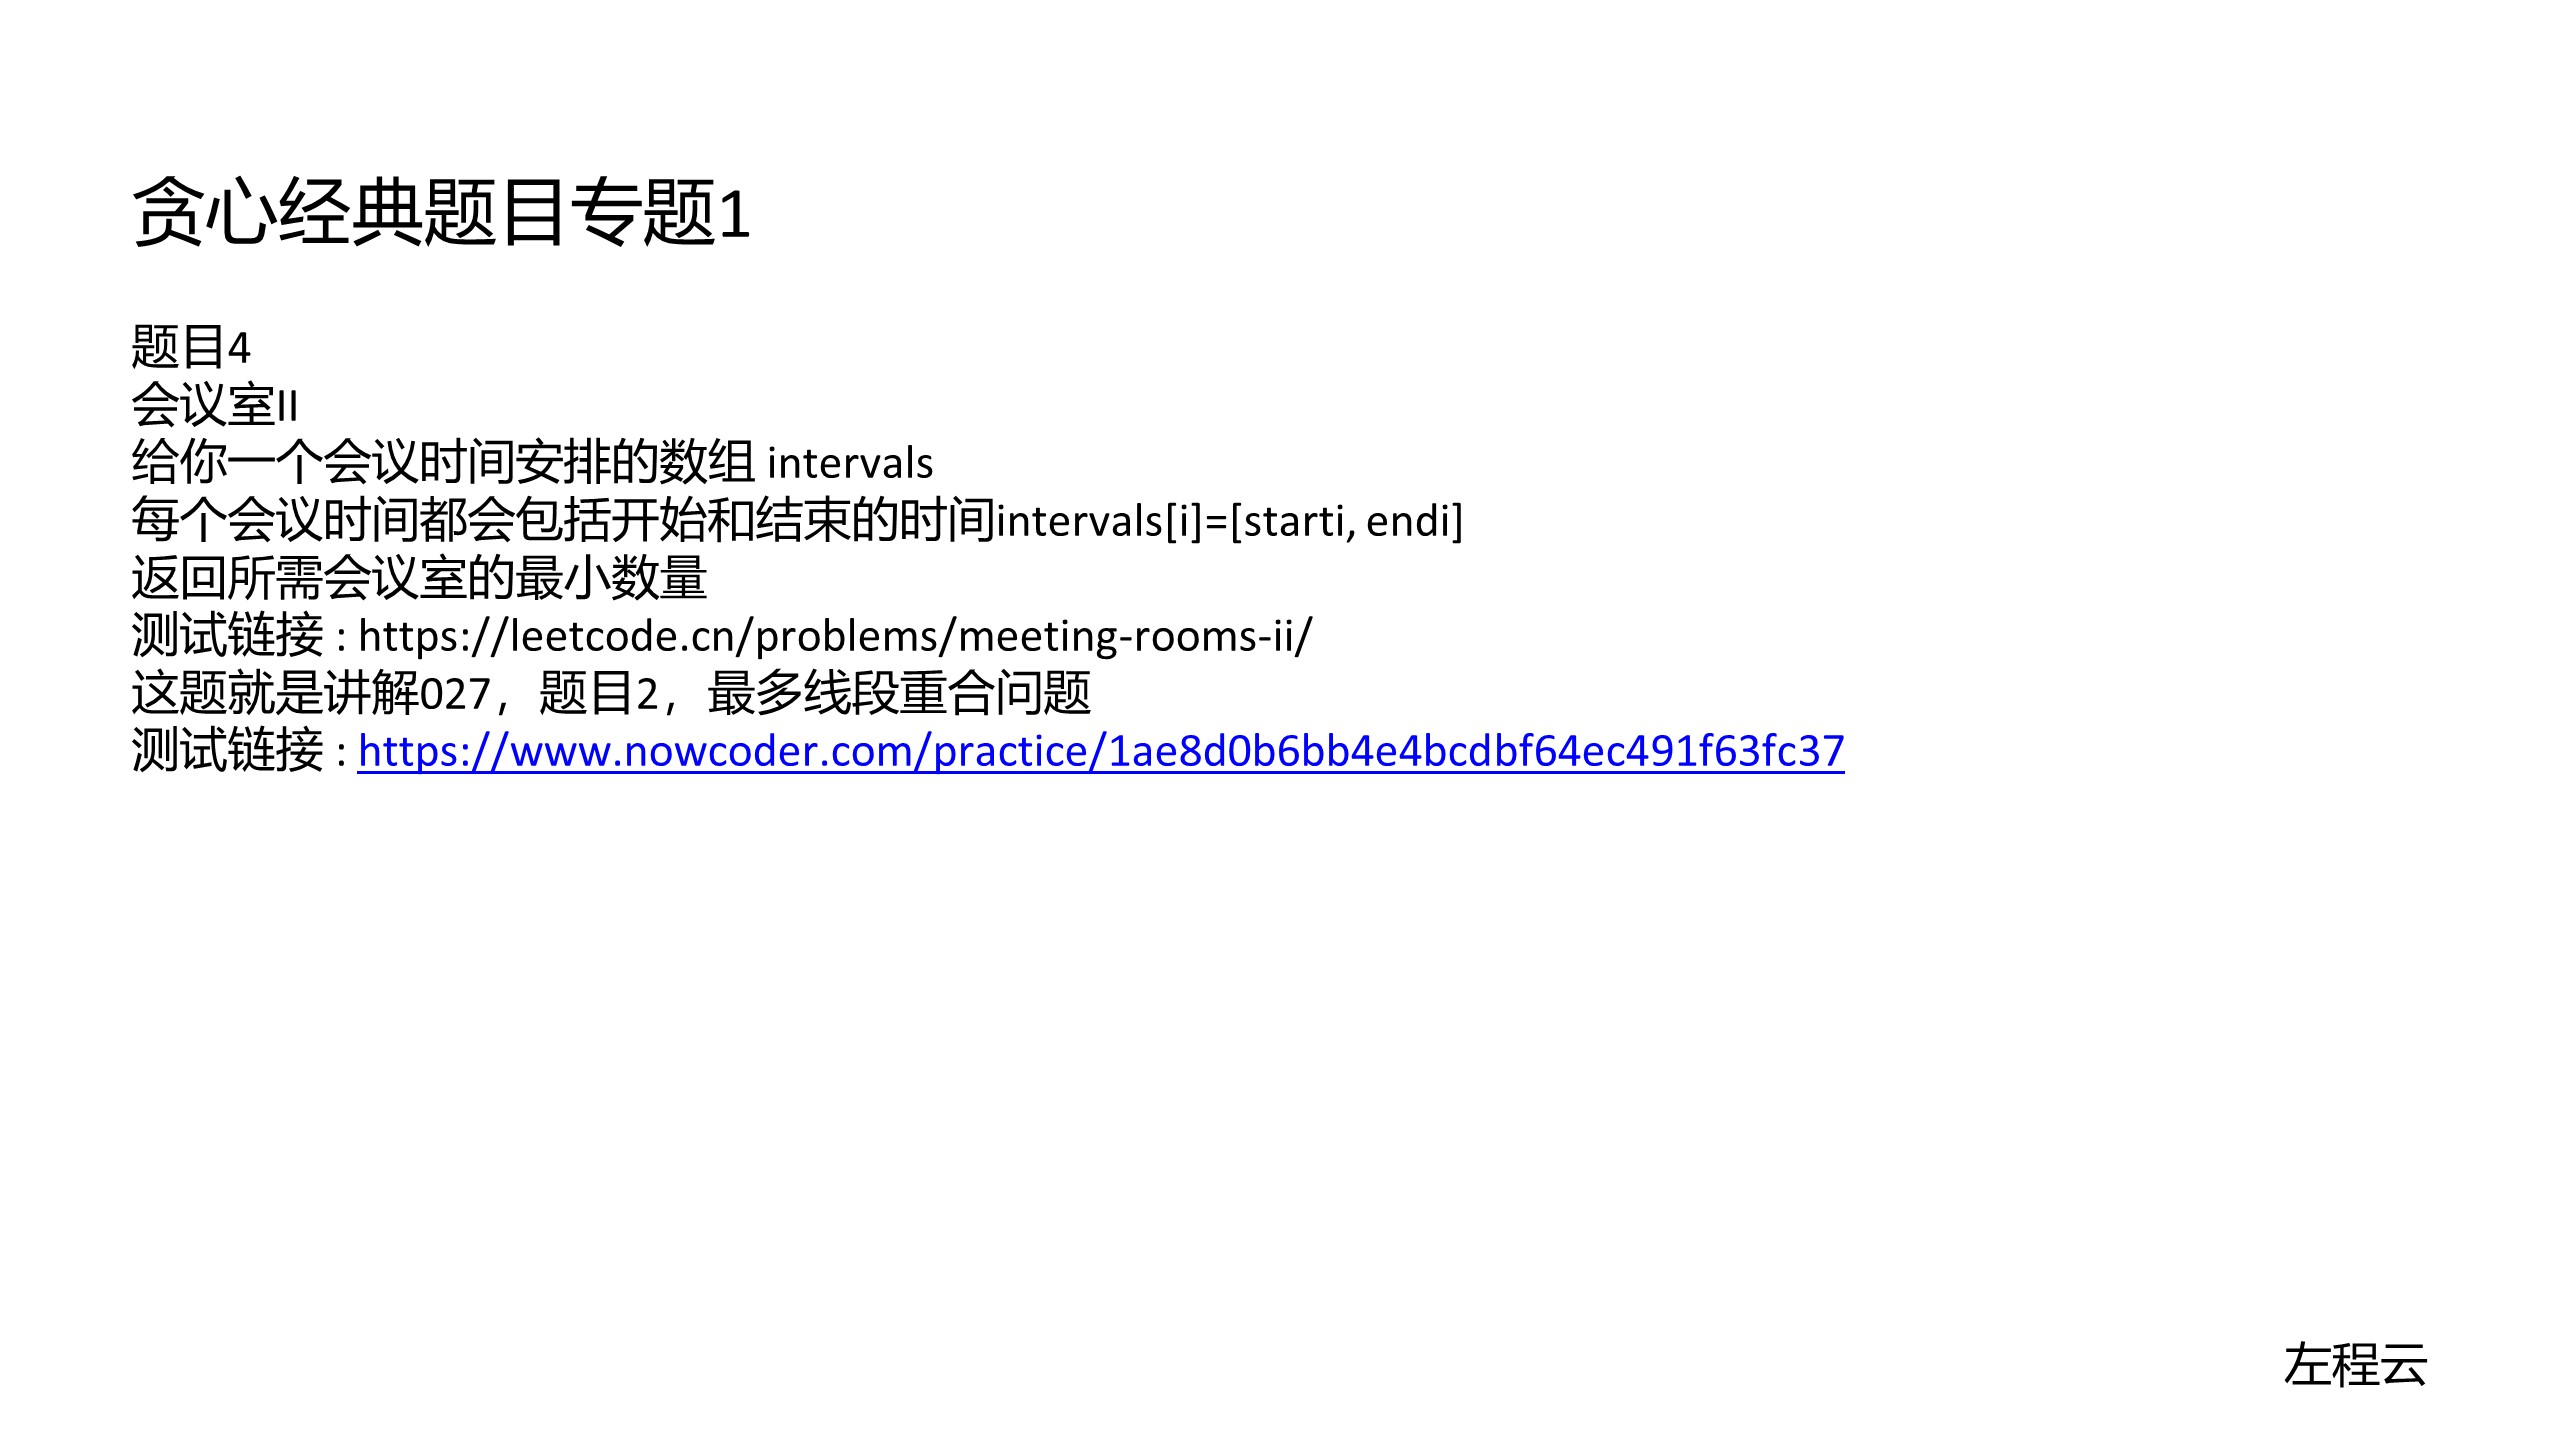 贪心经典题目专题1
题目4
会议室II
给你一个会议时间安排的数组 intervals
每个会议时间都会包括开始和结束的时间intervals[i]=[starti, endi]
返回所需会议室的最小数量
测试链接 : https://leetcode.cn/problems/meeting-rooms-ii/
这题就是讲解027，题目2，最多线段重合问题
测试链接 : https://www.nowcoder.com/practice/1ae8d0b6bb4e4bcdbf64ec491f63fc37
左程云